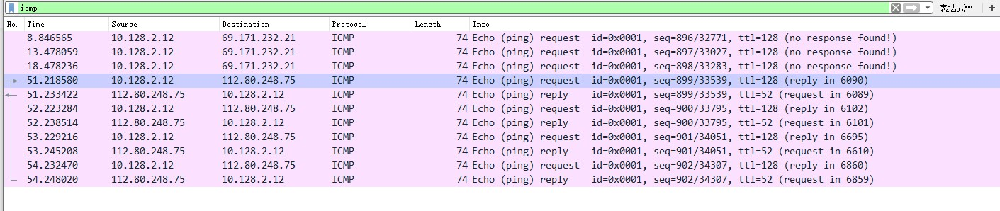 icmp 表达式… +
No. Time Source Destination Protocol Length Info
8.846565 10.128.2.12 69.171.232.21 ICMP 74 Echo (ping) request id=0x0001, seq=896/32771, ttl=128 (no response found!)
13.478059 10.128.2.12 69.171.232.21 ICMP 74 Echo (ping) request id=0x0001, seq=897/33027, ttl=128 (no response found!)
18.478236 10.128.2.12 69.171.232.21 ICMP 74 Echo (ping) request id=0x0001, seq=898/33283, ttl=128 (no response found!)
51.218580 10.128.2.12 112.80.248.75 ICMP 74 Echo (ping) request id=0x0001, seq=899/33539, ttl=128 (reply in 6090)
51.233422 112.80.248.75 10.128.2.12 ICMP 74 Echo (ping) reply id=0x0001, seq=899/33539, ttl=52 (request in 6089)
52.223284 10.128.2.12 112.80.248.75 ICMP 74 Echo (ping) request id=0x0001, seq=900/33795, ttl=128 (reply in 6102)
52.238514 112.80.248.75 10.128.2.12 ICMP 74 Echo (ping) reply id=0x0001, seq=900/33795, ttl=52 (request in 6101)
53.229216 10.128.2.12 112.80.248.75 ICMP 74 Echo (ping) request id=0x0001, seq=901/34051, ttl=128 (reply in 6695)
53.245208 112.80.248.75 10.128.2.12 ICMP 74 Echo (ping) reply id=0x0001, seq=901/34051, ttl=52 (request in 6610)
54.232470 10.128.2.12 112.80.248.75 ICMP 74 Echo (ping) request id=0x0001, seq=902/34307, ttl=128 (reply in 6860)
54.248020 112.80.248.75 10.128.2.12 ICMP 74 Echo (ping) reply id=0x0001, seq=902/34307, ttl=52 (request in 6859)